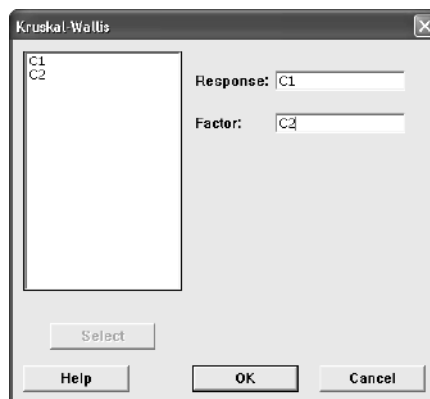 Kruskal-Wallis
C1
C2
Response: C1
Factor: C2
Select
Help OK Cancel